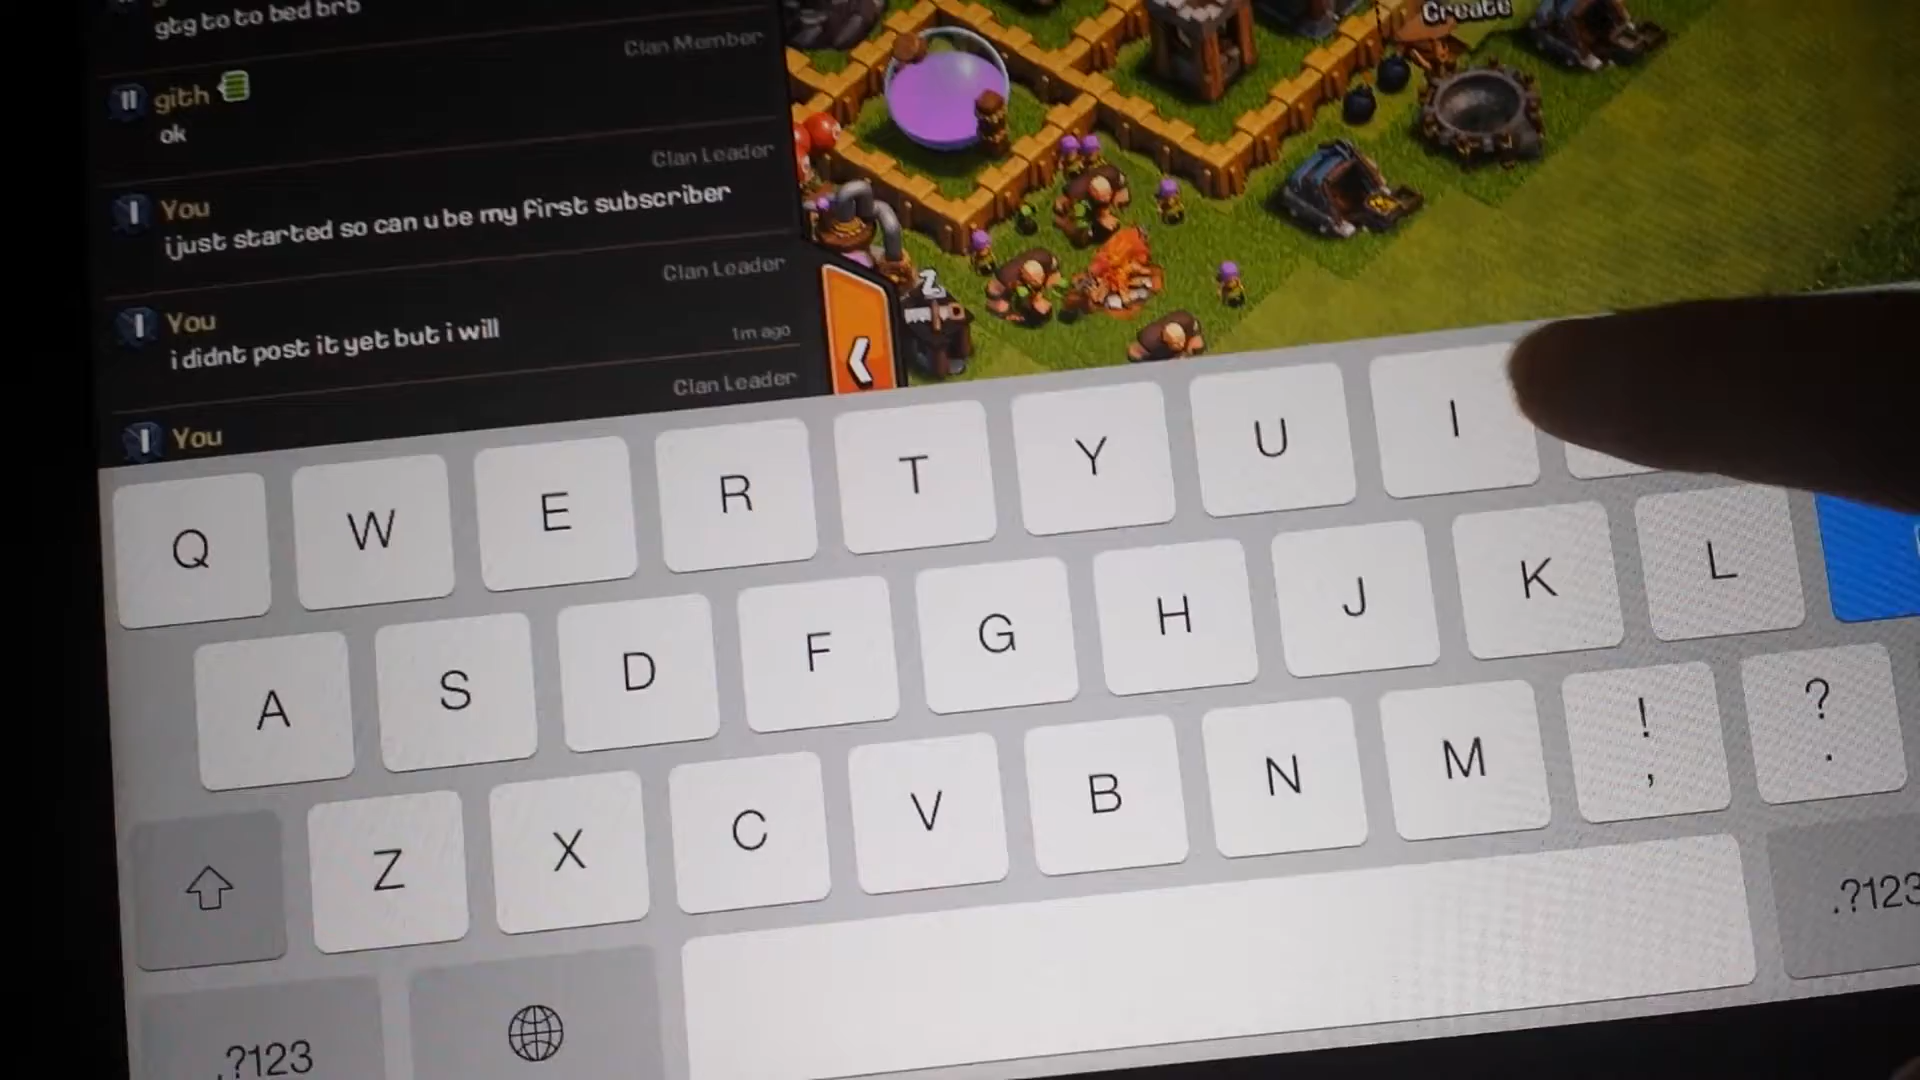 gtg to to bed brb
Clan Member
gith
ok
Clan Leader
You
i just started so can u be my first subscriber
Clan Leader
You
i didnt post it yet but i will
1m ago
Clan Leader
You
Create
Z
Q W E R T Y U I
A S D F G H J K L
Z X C V B N M ! , ? .
.?123
.?123